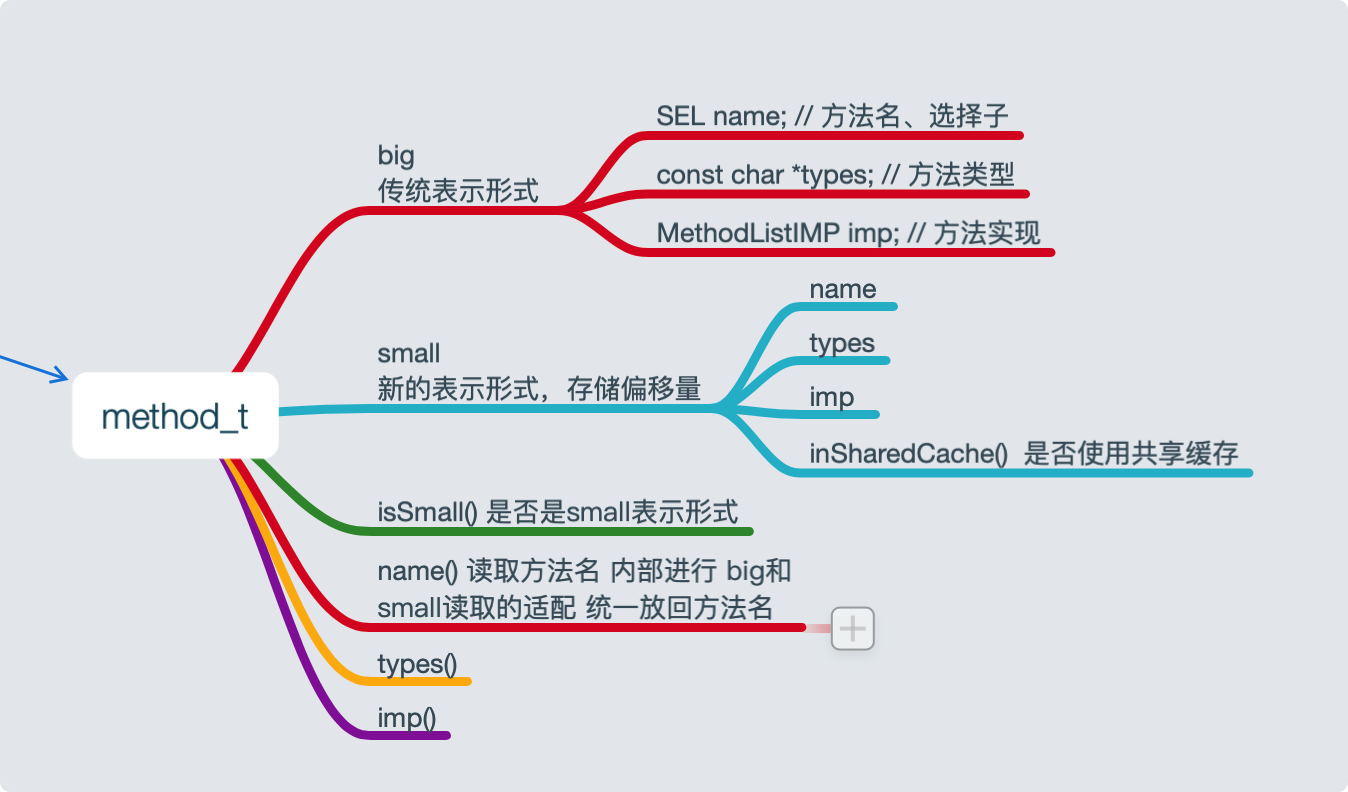 SEL name; // 方法名、选择子
big
传统表示形式
const char *types; // 方法类型
MethodListIMP imp; // 方法实现
name
small
新的表示形式，存储偏移量
types
imp
method_t
inSharedCache() 是否使用共享缓存
isSmall() 是否是small表示形式
name() 读取方法名 内部进行 big和
small读取的适配 统一放回方法名
types()
imp()